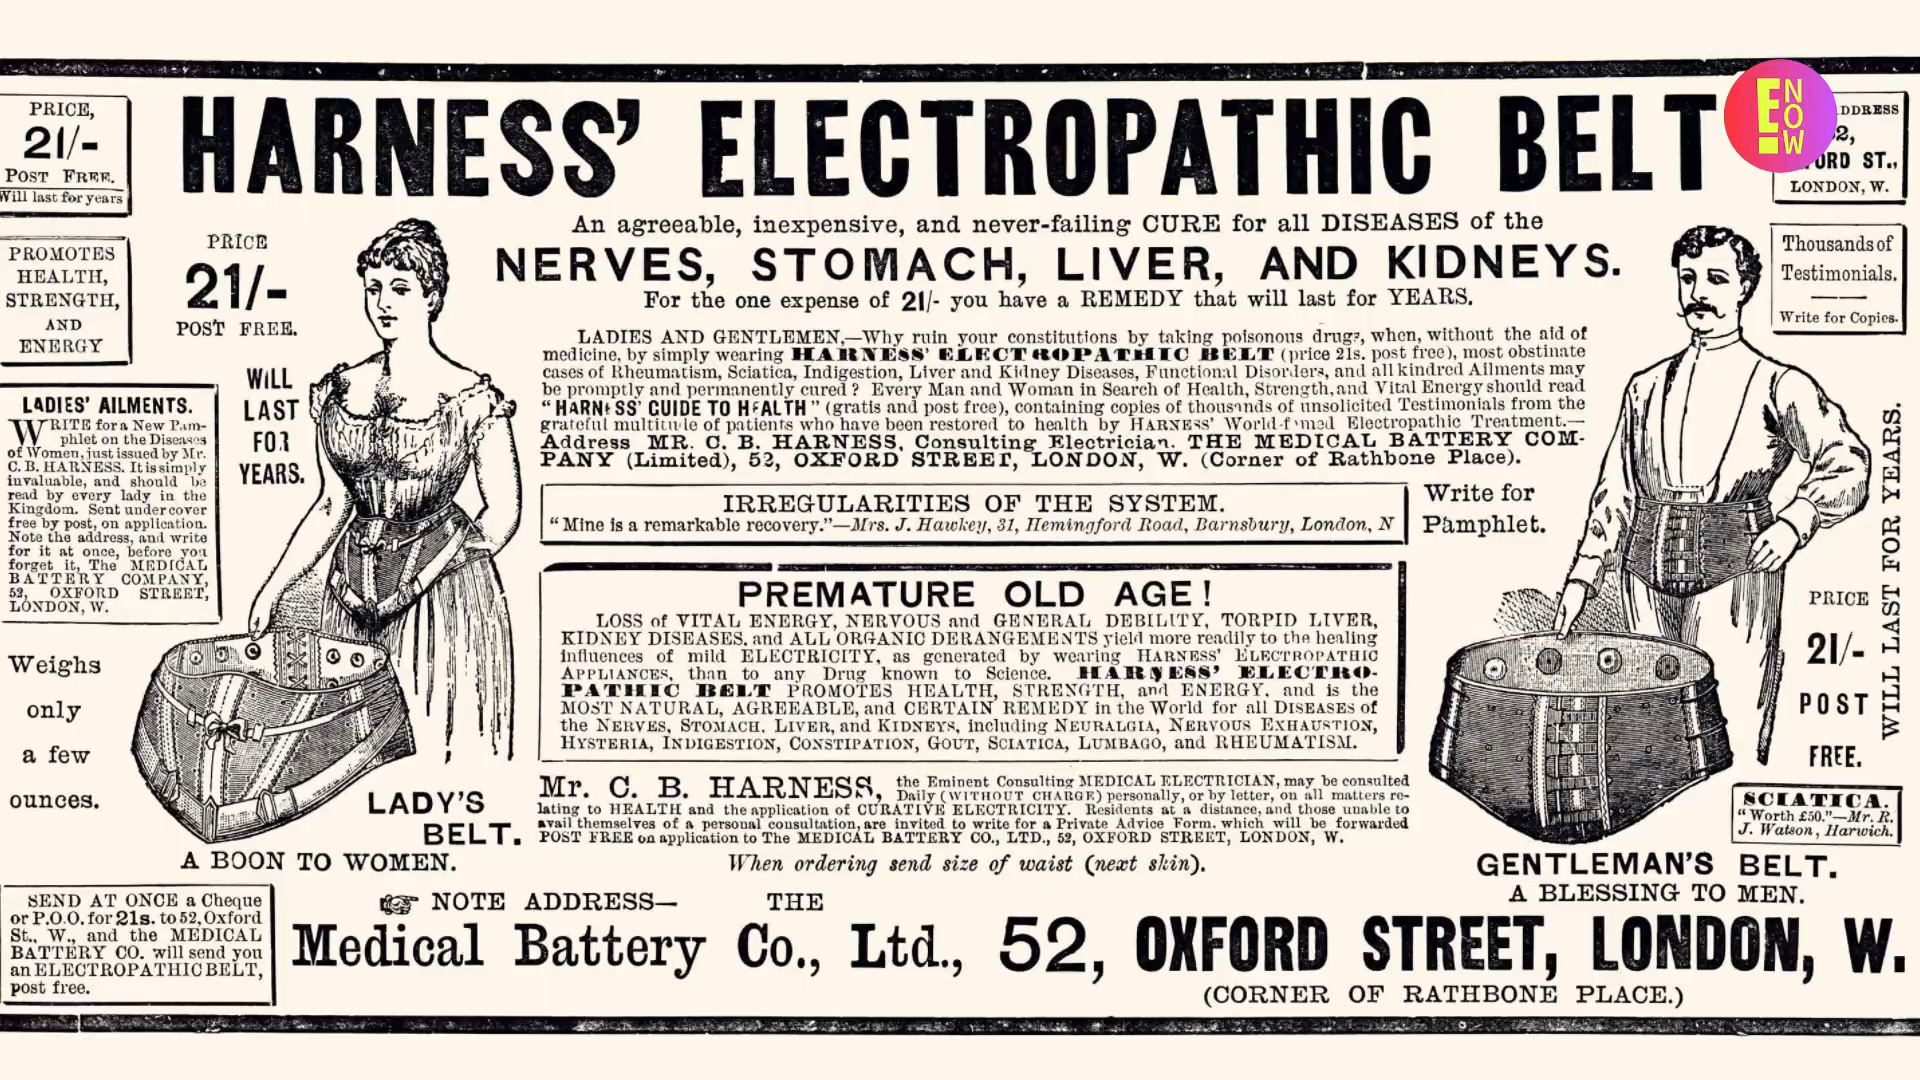 PRICE,
21/-
POST FREE.
Will last for years
HARNESS' ELECTROPATHIC BELT
E NOW
DDRESS
2,
ORD ST.,
LONDON, W.
PROMOTES
HEALTH,
STRENGTH,
AND
ENERGY
PRICE
21/-
POST FREE.
WILL
LAST
FOR
YEARS.
An agreeable, inexpensive, and never-failing CURE for all DISEASES of the
NERVES, STOMACH, LIVER, AND KIDNEYS.
For the one expense of 21/- you have a REMEDY that will last for YEARS.
Thousands of
Testimonials.
Write for Copies.
LADIES AND GENTLEMEN,—Why ruin your constitutions by taking poisonous drugs, when, without the aid of
medicine, by simply wearing HARNESS' ELECTROPATHIC BELT (price 21s. post free), most obstinate
cases of Rheumatism, Sciatica, Indigestion, Liver and Kidney Diseases, Functional Disorders, and all kindred Ailments may
be promptly and permanently cured? Every Man and Woman in Search of Health, Strength, and Vital Energy should read
"HARNESS' GUIDE TO HEALTH" (gratis and post free), containing copies of thousands of unsolicited Testimonials from the
grateful multitude of patients who have been restored to health by HARNESS' World-famed Electropathic Treatment.—
Address MR. C. B. HARNESS, Consulting Electrician. THE MEDICAL BATTERY COM-
PANY (Limited), 52, OXFORD STREET, LONDON, W. (Corner of Rathbone Place).
LADIES' AILMENTS.
WRITE for a New Pam-
phlet on the Diseases
of Women, just issued by Mr.
C. B. HARNESS. It is simply
invaluable, and should be
read by every lady in the
Kingdom. Sent under cover
free by post, on application.
Note the address, and write
for it at once, before you
forget it, The MEDICAL
BATTERY COMPANY,
52, OXFORD STREET,
LONDON, W.
IRREGULARITIES OF THE SYSTEM.
"Mine is a remarkable recovery."—Mrs. J. Hawkey, 31, Hemingford Road, Barnsbury, London, N
Write for
Pamphlet.
PREMATURE OLD AGE!
LOSS of VITAL ENERGY, NERVOUS and GENERAL DEBILITY, TORPID LIVER,
KIDNEY DISEASES, and ALL ORGANIC DERANGEMENTS yield more readily to the healing
influences of mild ELECTRICITY, as generated by wearing HARNESS' ELECTROPATHIC
APPLIANCES, than to any Drug known to Science. HARNESS' ELECTRO-
PATHIC BELT PROMOTES HEALTH, STRENGTH, and ENERGY, and is the
MOST NATURAL, AGREEABLE, and CERTAIN REMEDY in the World for all DISEASES of
the NERVES, STOMACH, LIVER, and KIDNEYS, including NEURALGIA, NERVOUS EXHAUSTION,
HYSTERIA, INDIGESTION, CONSTIPATION, GOUT, SCIATICA, LUMBAGO, and RHEUMATISM.
Weighs
only
a few
ounces.
LADY'S
BELT.
A BOON TO WOMEN.
Mr. C. B. HARNESS, the Eminent Consulting MEDICAL ELECTRICIAN, may be consulted
Daily (WITHOUT CHARGE) personally, or by letter, on all matters re-
lating to HEALTH and the application of CURATIVE ELECTRICITY. Residents at a distance, and those unable to
avail themselves of a personal consultation, are invited to write for a Private Advice Form, which will be forwarded
POST FREE on application to The MEDICAL BATTERY CO., LTD., 52, OXFORD STREET, LONDON, W.
When ordering send size of waist (next skin).
PRICE
21/-
POST
FREE.
WILL LAST FOR YEARS.
SCIATICA.
"Worth £50."—Mr. R.
J. Watson, Harwich.
GENTLEMAN'S BELT.
A BLESSING TO MEN.
SEND AT ONCE a Cheque
or P.O.O. for 21s. to 52, Oxford
St., W., and the MEDICAL
BATTERY CO. will send you
an ELECTROPATHIC BELT,
post free.
NOTE ADDRESS— THE
Medical Battery Co., Ltd., 52, OXFORD STREET, LONDON, W.
(CORNER OF RATHBONE PLACE.)